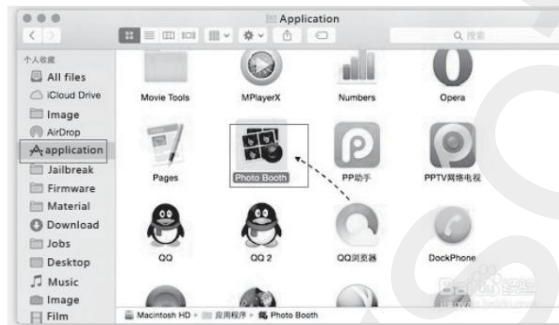 Application
搜索
个人收藏
All files
iCloud Drive
Image
AirDrop
application
Jailbreak
Firmware
Material
Download
Jobs
Desktop
Music
Image
Film
Movie Tools
MPlayerX
Numbers
Opera
Pages
Photo Booth
PP助手
PPTV网络电视
QQ
QQ 2
QQ浏览器
DockPhone
Macintosh HD
应用程序
Photo Booth